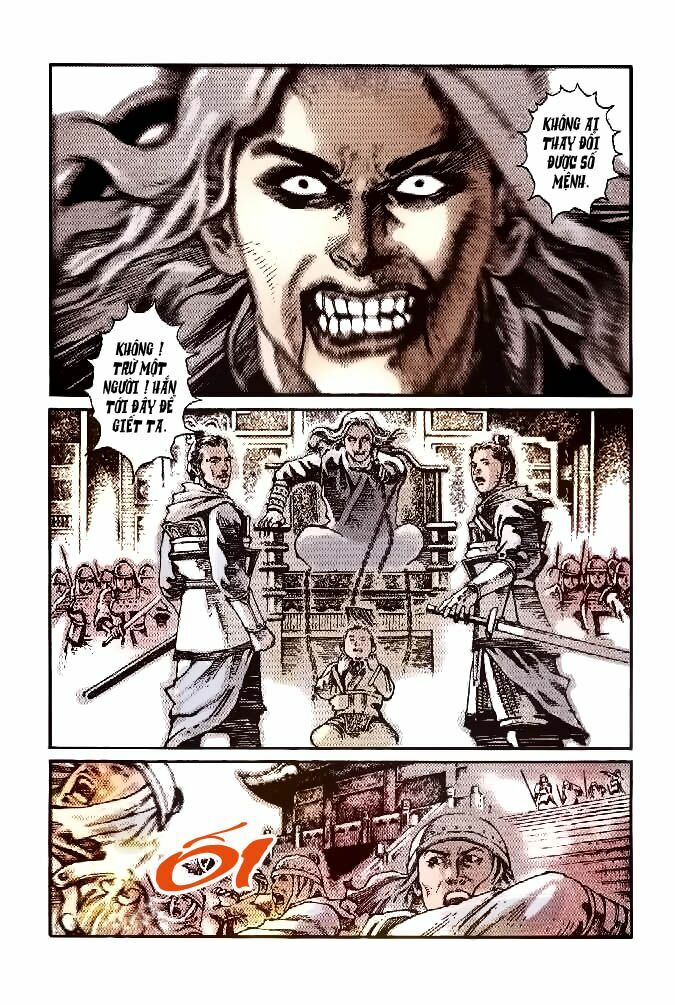 KHÔNG AI
THAY ĐỔI
ĐƯỢC SỐ
MỆNH.
KHÔNG !
TRỪ MỘT
NGƯỜI ! HẮN
TỚI ĐÂY ĐỂ
GIẾT TA.
ỐI